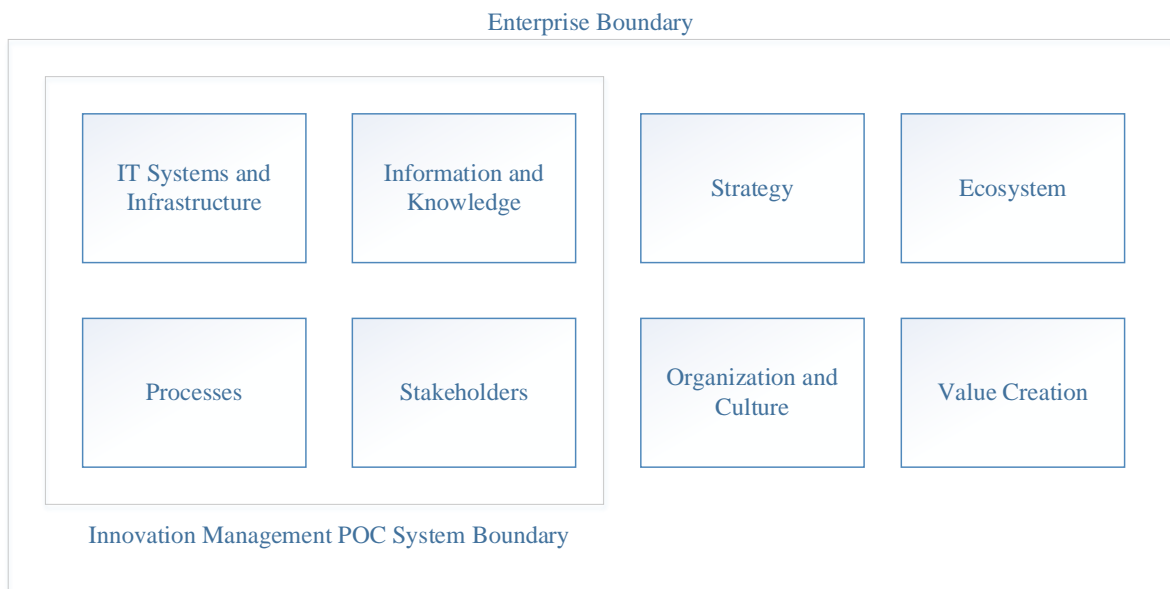 Enterprise Boundary
IT Systems and
Infrastructure
Information and
Knowledge
Strategy
Ecosystem
Processes
Stakeholders
Organization and
Culture
Value Creation
Innovation Management POC System Boundary